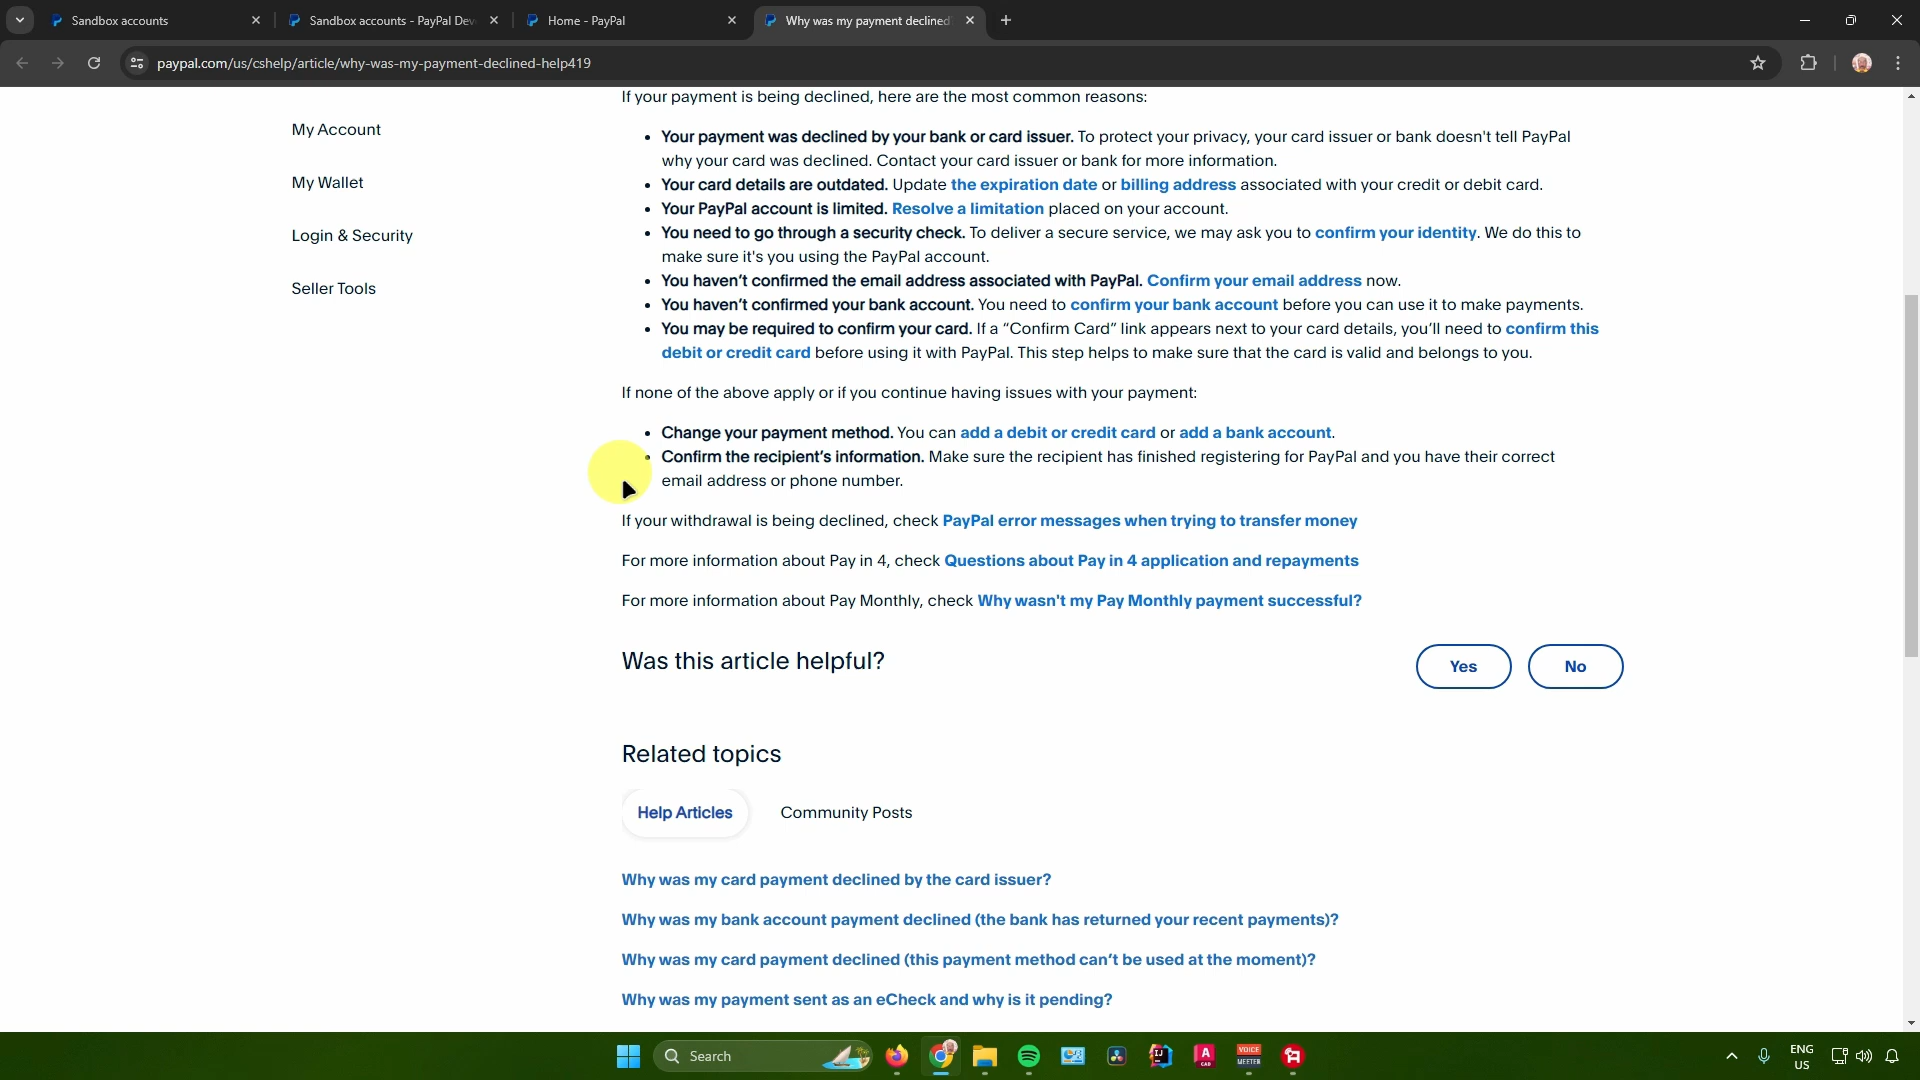 Sandbox accounts
Sandbox accounts - PayPal Dev
Home - PayPal
Why was my payment declined
paypal.com/us/cshelp/article/why-was-my-payment-declined-help419
My Account
My Wallet
Login & Security
Seller Tools
If your payment is being declined, here are the most common reasons:
• Your payment was declined by your bank or card issuer. To protect your privacy, your card issuer or bank doesn't tell PayPal
why your card was declined. Contact your card issuer or bank for more information.
• Your card details are outdated. Update the expiration date or billing address associated with your credit or debit card.
• Your PayPal account is limited. Resolve a limitation placed on your account.
• You need to go through a security check. To deliver a secure service, we may ask you to confirm your identity. We do this to
make sure it's you using the PayPal account.
• You haven’t confirmed the email address associated with PayPal. Confirm your email address now.
• You haven’t confirmed your bank account. You need to confirm your bank account before you can use it to make payments.
• You may be required to confirm your card. If a “Confirm Card” link appears next to your card details, you’ll need to confirm this
debit or credit card before using it with PayPal. This step helps to make sure that the card is valid and belongs to you.
If none of the above apply or if you continue having issues with your payment:
• Change your payment method. You can add a debit or credit card or add a bank account.
• Confirm the recipient’s information. Make sure the recipient has finished registering for PayPal and you have their correct
email address or phone number.
If your withdrawal is being declined, check PayPal error messages when trying to transfer money
For more information about Pay in 4, check Questions about Pay in 4 application and repayments
For more information about Pay Monthly, check Why wasn't my Pay Monthly payment successful?
Was this article helpful?
Yes
No
Related topics
Help Articles
Community Posts
Why was my card payment declined by the card issuer?
Why was my bank account payment declined (the bank has returned your recent payments)?
Why was my card payment declined (this payment method can’t be used at the moment)?
Why was my payment sent as an eCheck and why is it pending?
Search
IJ
A
CAD
VOICE
MEETER
ENG
US